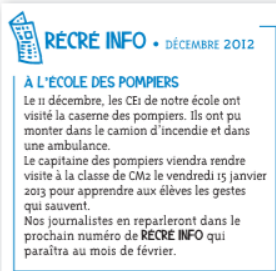 RÉCRÉ INFO • DÉCEMBRE 2012
À L'ÉCOLE DES POMPIERS
Le 11 décembre, les CE1 de notre école ont
visité la caserne des pompiers. Ils ont pu
monter dans le camion d'incendie et dans
une ambulance.
Le capitaine des pompiers viendra rendre
visite à la classe de CM2 le vendredi 15 janvier
2013 pour apprendre aux élèves les gestes
qui sauvent.
Nos journalistes en reparleront dans le
prochain numéro de RÉCRÉ INFO qui
paraîtra au mois de février.